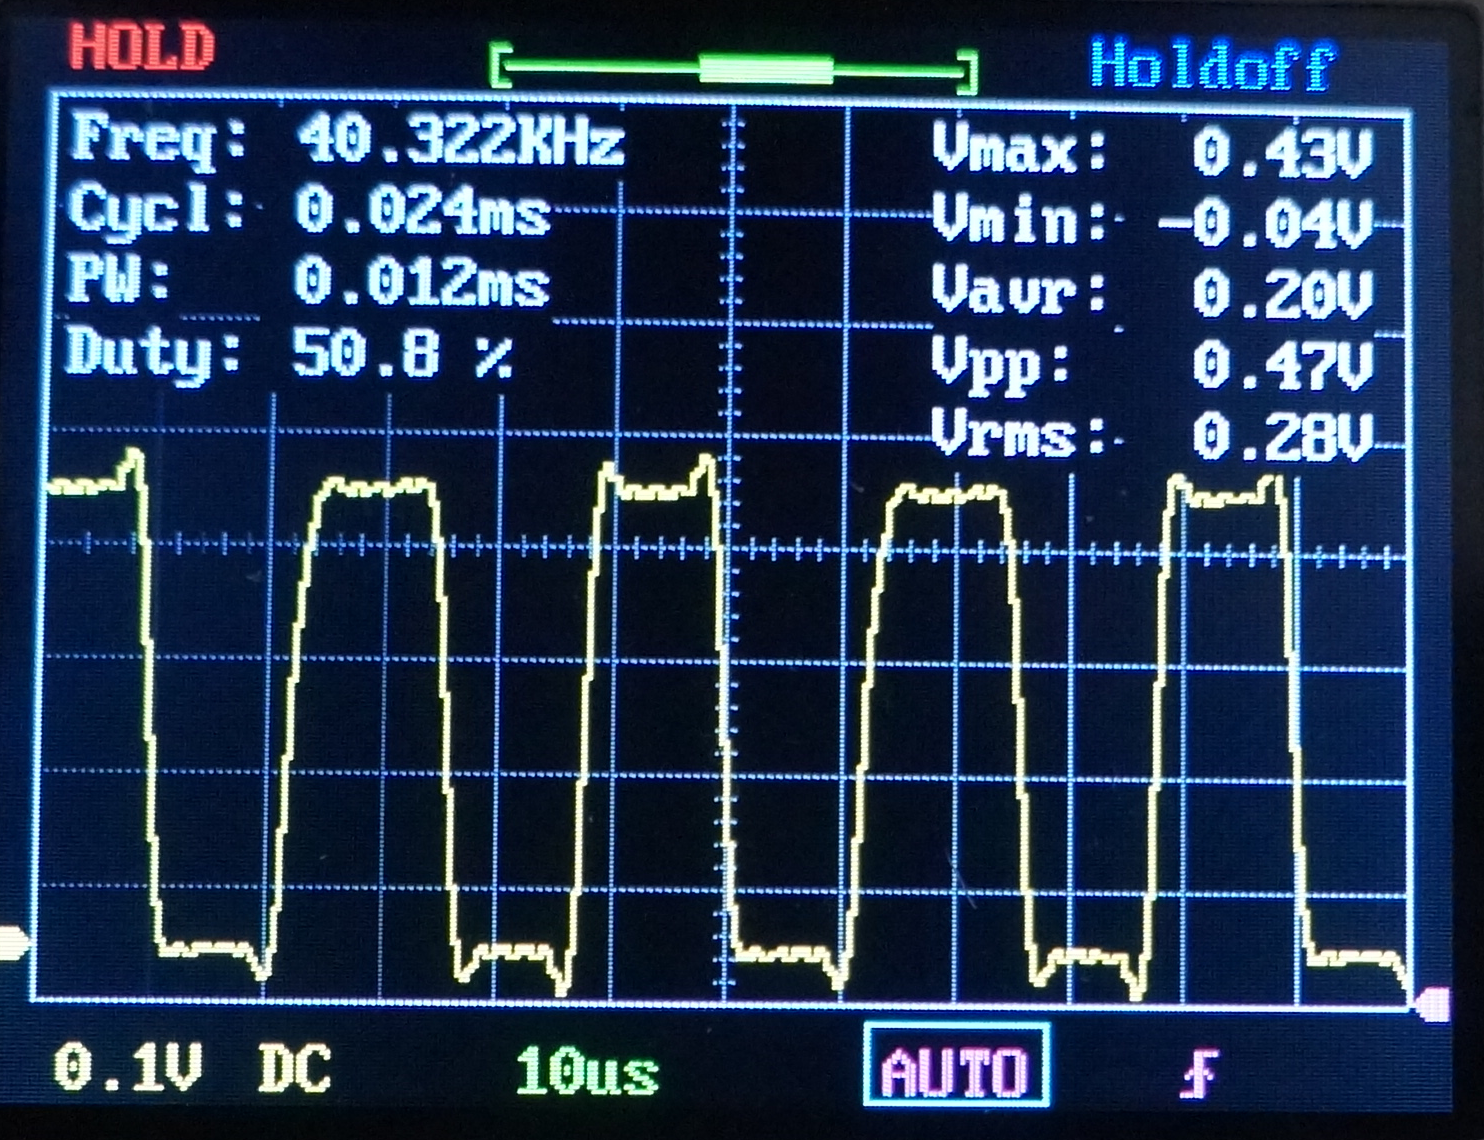 HOLD Holdoff
Freq: 40.322KHz Vmax: 0.43V
Cycl: 0.024ms Vmin: -0.04V
PW: 0.012ms Vavr: 0.20V
Duty: 50.8 % Vpp: 0.47V
Vrms: 0.28V
0.1V DC 10us AUTO